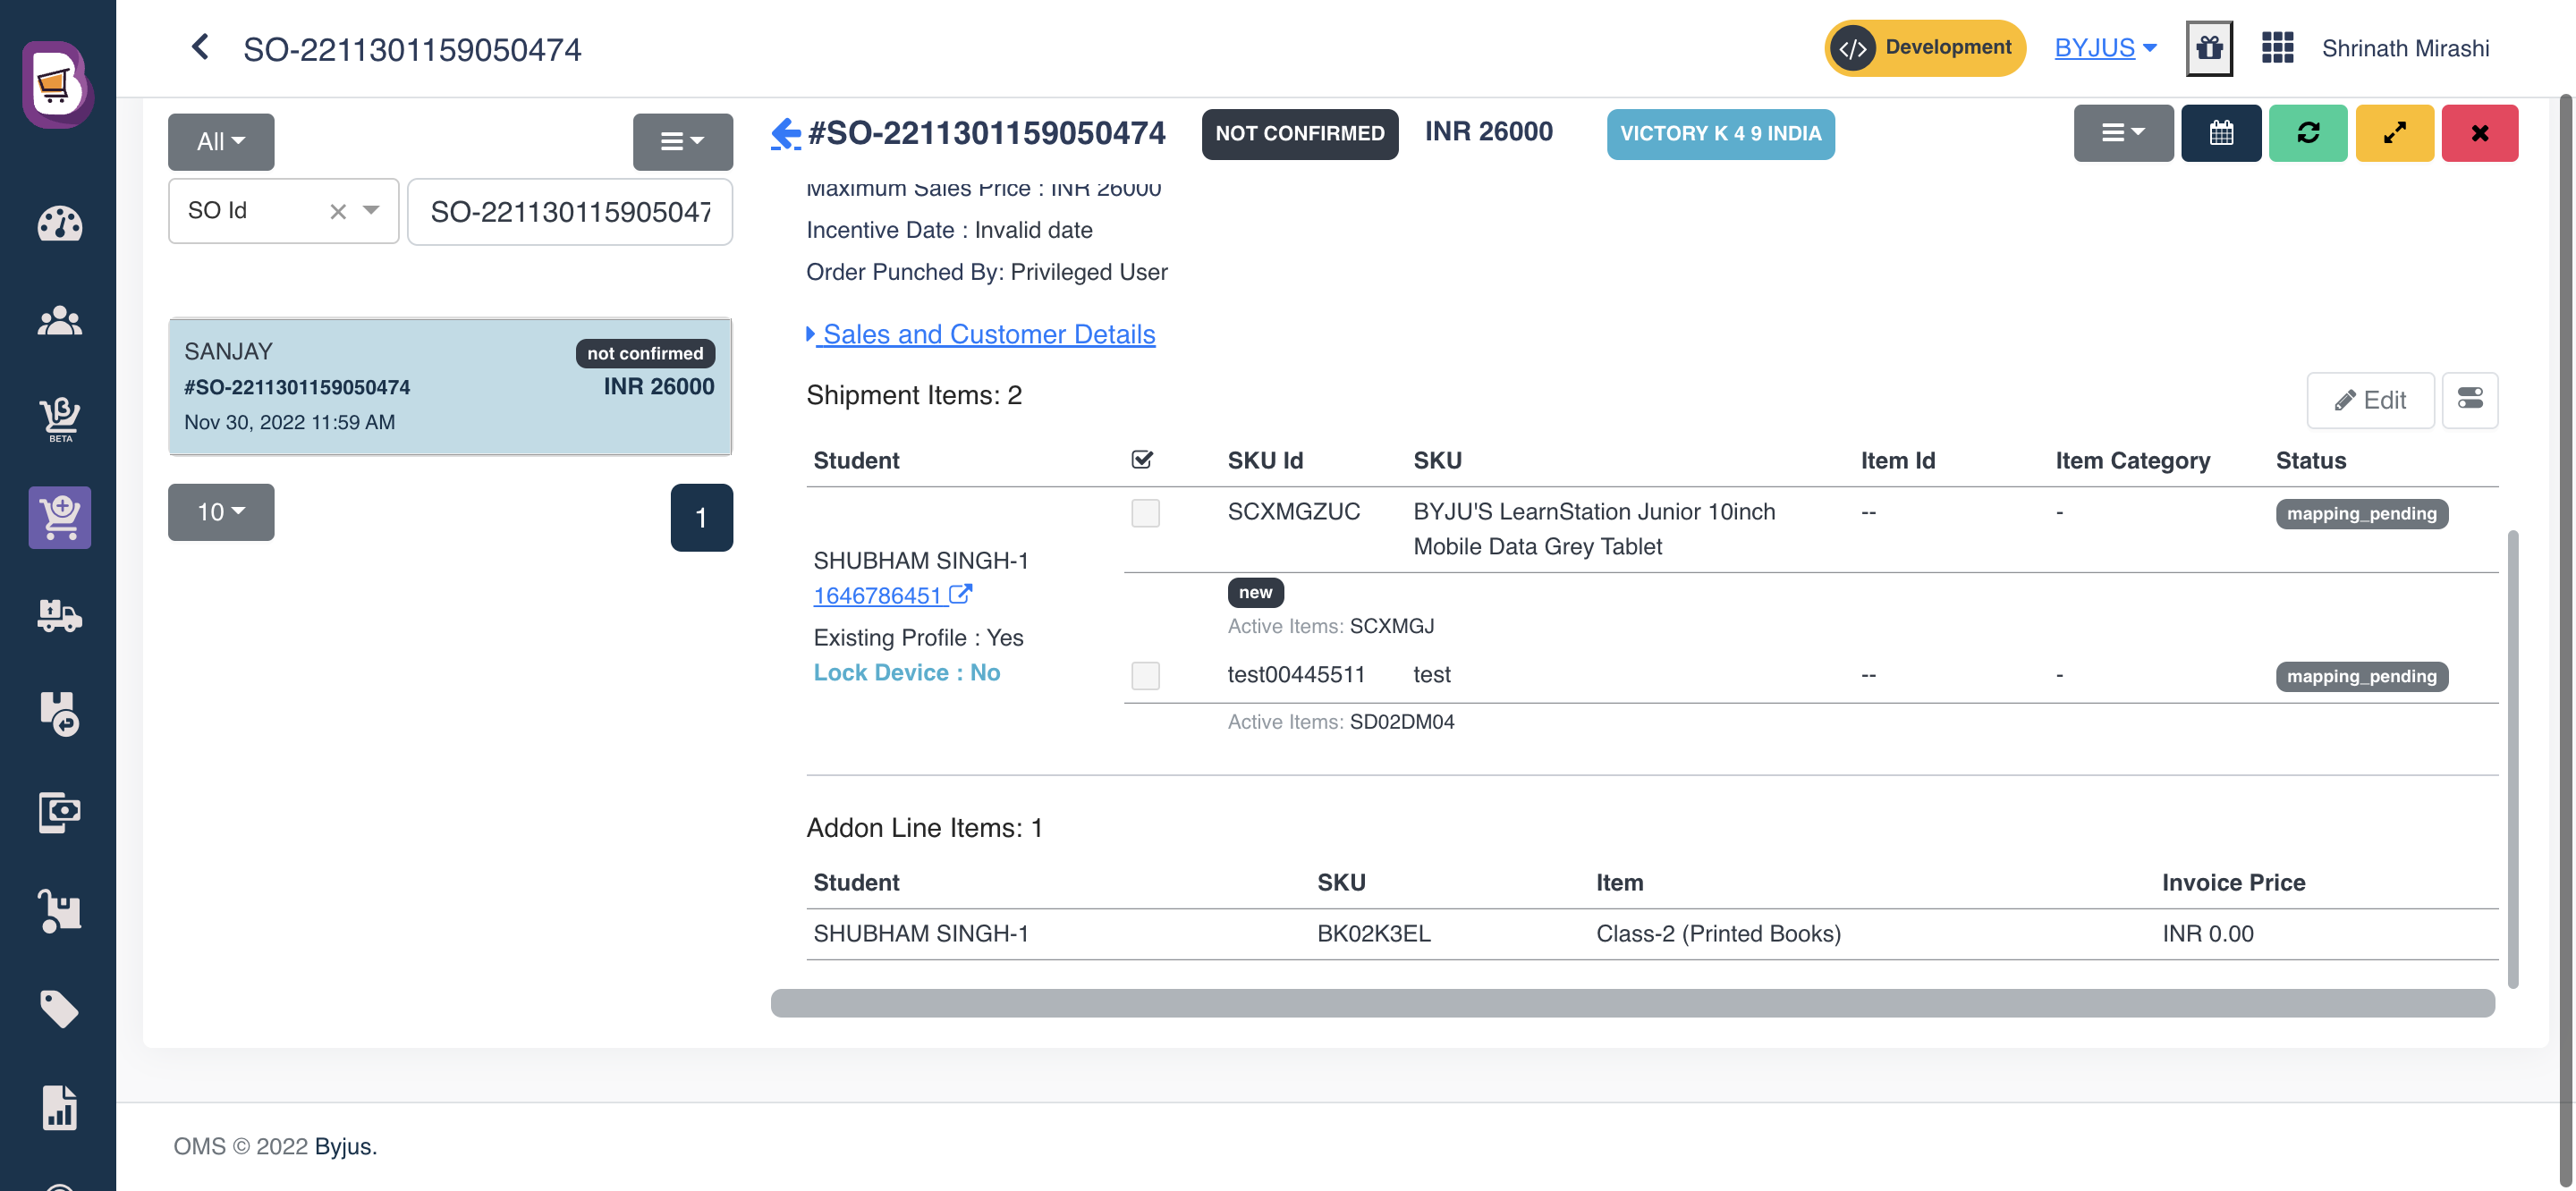 SO-2211301159050474
</> Development
BYJUS
Shrinath Mirashi
All
SO Id
SO-221130115905047
SANJAY
not confirmed
#SO-2211301159050474
INR 26000
Nov 30, 2022 11:59 AM
10
1
#SO-2211301159050474
NOT CONFIRMED
INR 26000
VICTORY K 4 9 INDIA
Maximum Sales Price : INR 26000
Incentive Date : Invalid date
Order Punched By: Privileged User
Sales and Customer Details
Shipment Items: 2
Edit
Student SKU Id SKU Item Id Item Category Status
SCXMGZUC BYJU'S LearnStation Junior 10inch -- - mapping_pending
Mobile Data Grey Tablet
SHUBHAM SINGH-1
1646786451
Existing Profile : Yes
Lock Device : No
new
Active Items: SCXMGJ
test00445511 test -- - mapping_pending
Active Items: SD02DM04
Addon Line Items: 1
Student SKU Item Invoice Price
SHUBHAM SINGH-1 BK02K3EL Class-2 (Printed Books) INR 0.00
BETA
OMS © 2022 Byjus.